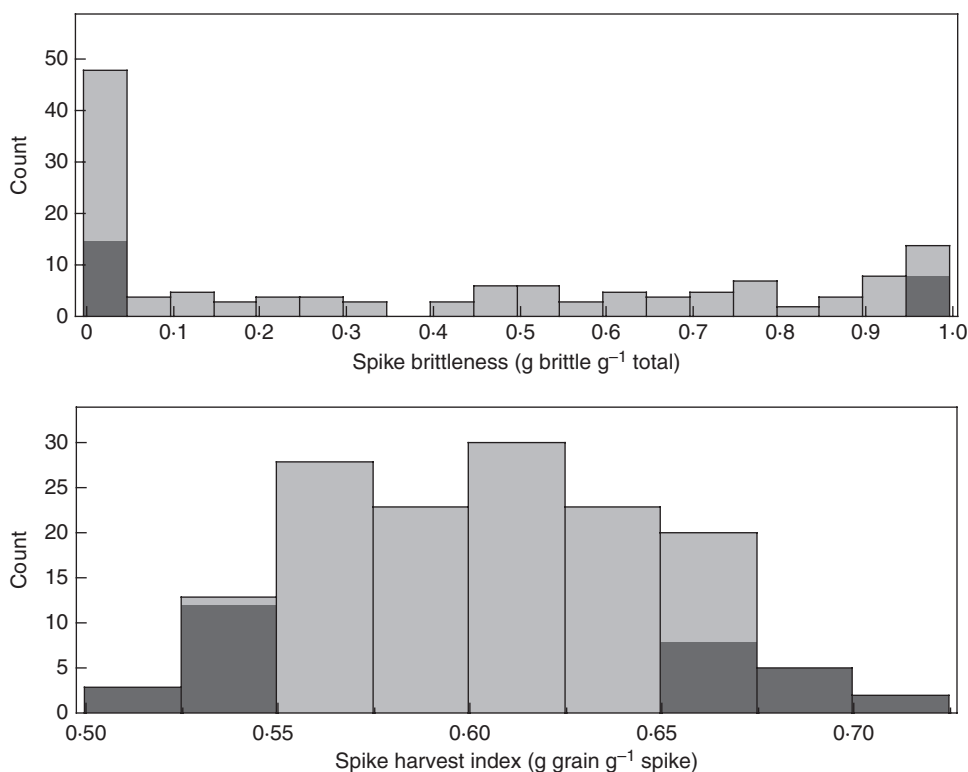 50
40
30
20
10
0
Count
0 0·1 0·2 0·3 0·4 0·5 0·6 0·7 0·8 0·9 1·0
Spike brittleness (g brittle g⁻¹ total)
30
25
20
15
10
5
0
Count
0·50 0·55 0·60 0·65 0·70
Spike harvest index (g grain g⁻¹ spike)